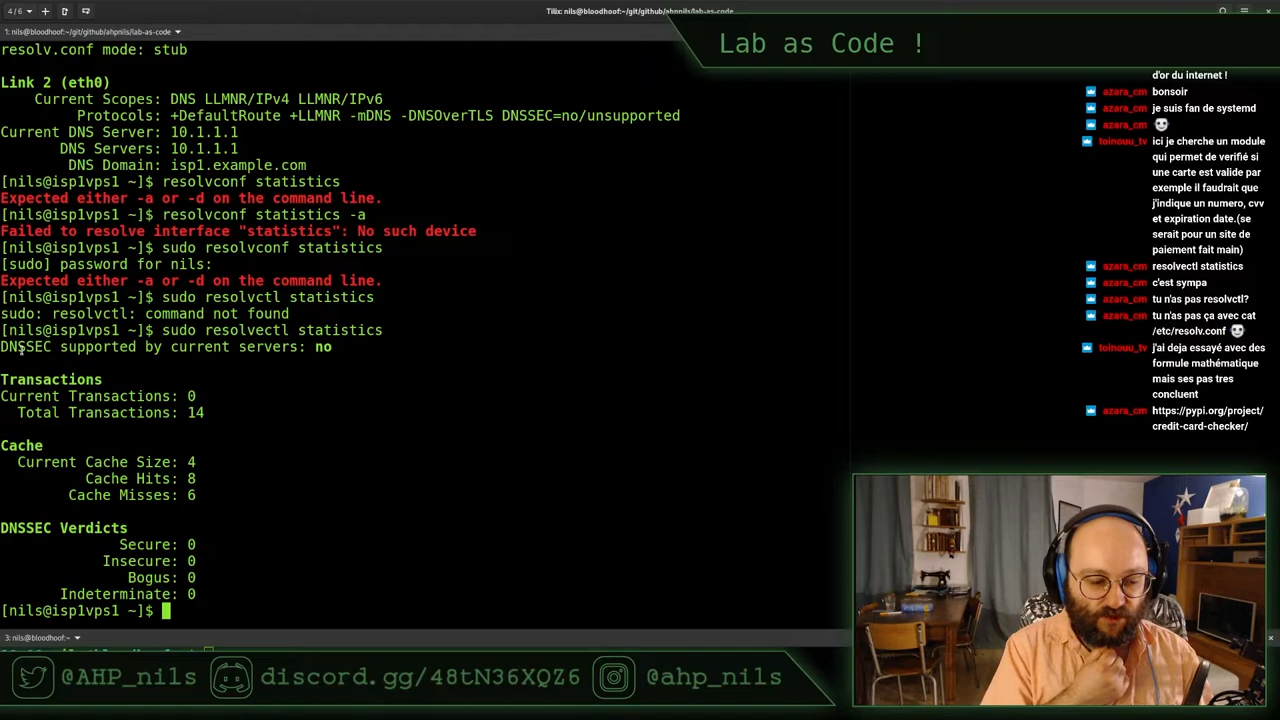 4/6
Tilix: nils@bloodhoof:~/git/github/ahpnils/lab-as-code
1: nils@bloodhoof:~/git/github/ahpnils/lab-as-code
resolv.conf mode: stub
Link 2 (eth0)
Current Scopes: DNS LLMNR/IPv4 LLMNR/IPv6
Protocols: +DefaultRoute +LLMNR -mDNS -DNSOverTLS DNSSEC=no/unsupported
Current DNS Server: 10.1.1.1
DNS Servers: 10.1.1.1
DNS Domain: isp1.example.com
[nils@isp1vps1 ~]$ resolvconf statistics
Expected either -a or -d on the command line.
[nils@isp1vps1 ~]$ resolvconf statistics -a
Failed to resolve interface "statistics": No such device
[nils@isp1vps1 ~]$ sudo resolvconf statistics
[sudo] password for nils:
Expected either -a or -d on the command line.
[nils@isp1vps1 ~]$ sudo resolvctl statistics
sudo: resolvctl: command not found
[nils@isp1vps1 ~]$ sudo resolvectl statistics
DNSSEC supported by current servers: no
Transactions
Current Transactions: 0
Total Transactions: 14
Cache
Current Cache Size: 4
Cache Hits: 8
Cache Misses: 6
DNSSEC Verdicts
Secure: 0
Insecure: 0
Bogus: 0
Indeterminate: 0
[nils@isp1vps1 ~]$
3: nils@bloodhoof:~
Lab as Code !
d'or du internet !
azara_cm bonsoir
azara_cm je suis fan de systemd
azara_cm
toinouu_tv ici je cherche un module
qui permet de verifié si
une carte est valide par
exemple il faudrait que
j'indique un numero, cvv
et expiration date.(se
serait pour un site de
paiement fait main)
azara_cm resolvectl statistics
azara_cm c'est sympa
azara_cm tu n'as pas resolvctl?
azara_cm tu n'as pas ça avec cat
/etc/resolv.conf
toinouu_tv j'ai deja essayé avec des
formule mathématique
mais ses pas tres
concluent
azara_cm https://pypi.org/project/
credit-card-checker/
@AHP_nils
discord.gg/48tN36XQZ6
@ahp_nils